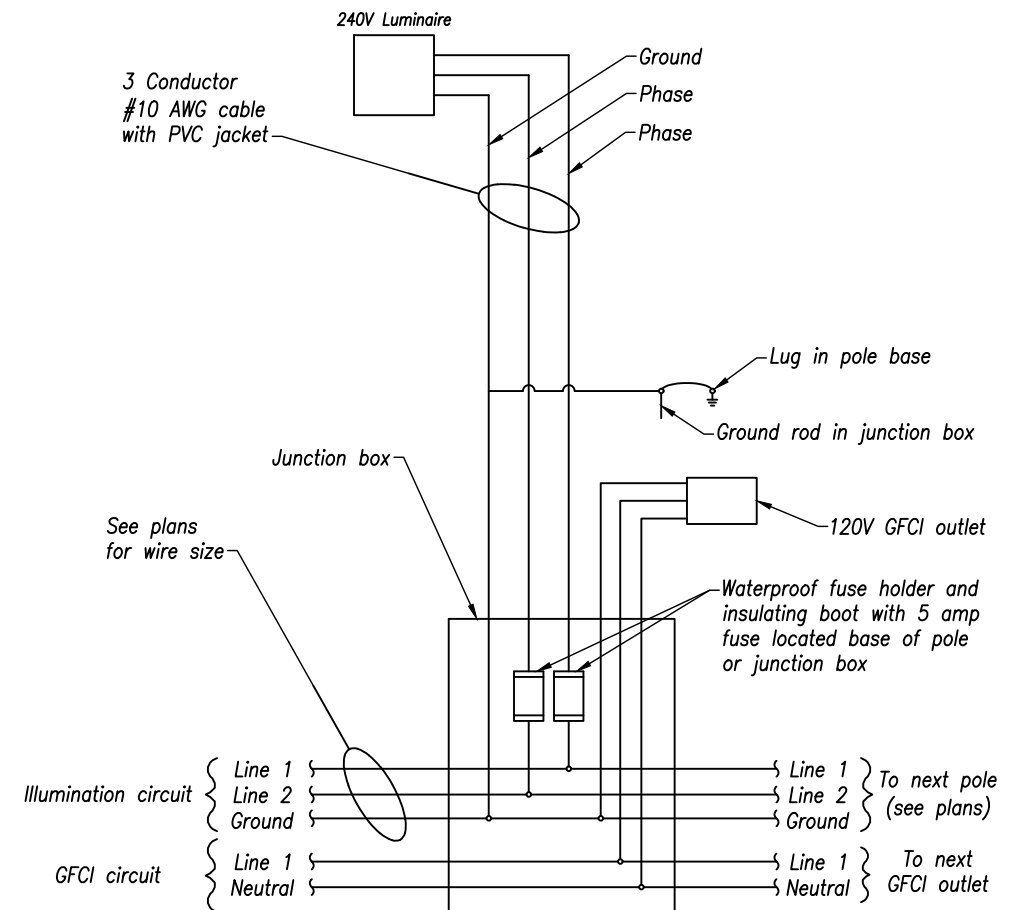 240V Luminaire
3 Conductor
#10 AWG cable
with PVC jacket
Ground
Phase
Phase
Lug in pole base
Ground rod in junction box
Junction box
120V GFCI outlet
See plans
for wire size
Waterproof fuse holder and
insulating boot with 5 amp
fuse located base of pole
or junction box
Illumination circuit
Line 1
Line 2
Ground
Line 1
Line 2
Ground
To next pole
(see plans)
GFCI circuit
Line 1
Neutral
Line 1
Neutral
To next
GFCI outlet